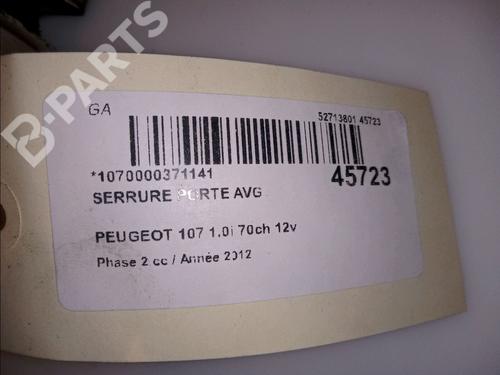 B-PARTS
GA
52713801 45723
*1070000371141
45723
SERRURE PORTE AVG
PEUGEOT 107 1.0i 70ch 12v
Phase 2 cc / Année 2012